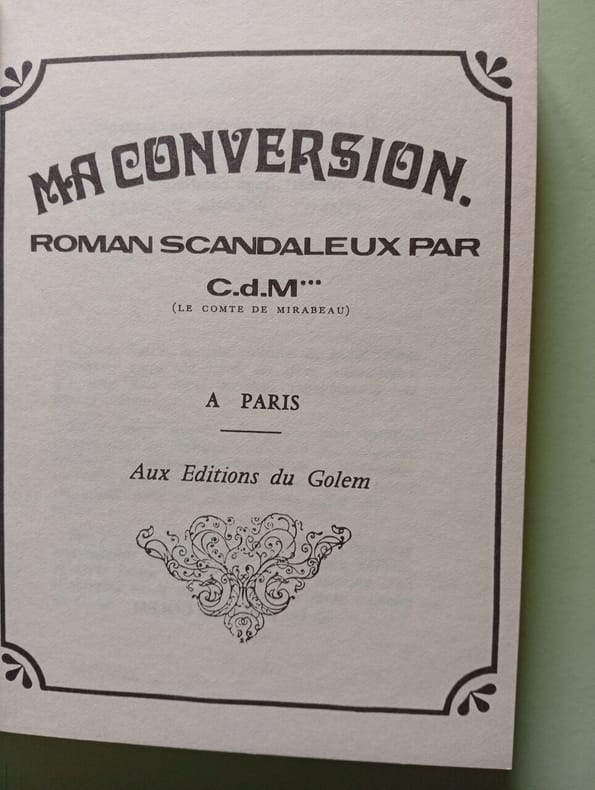 MA CONVERSION.
ROMAN SCANDALEUX PAR
C.d.M•••
(LE COMTE DE MIRABEAU)
A PARIS
Aux Editions du Golem